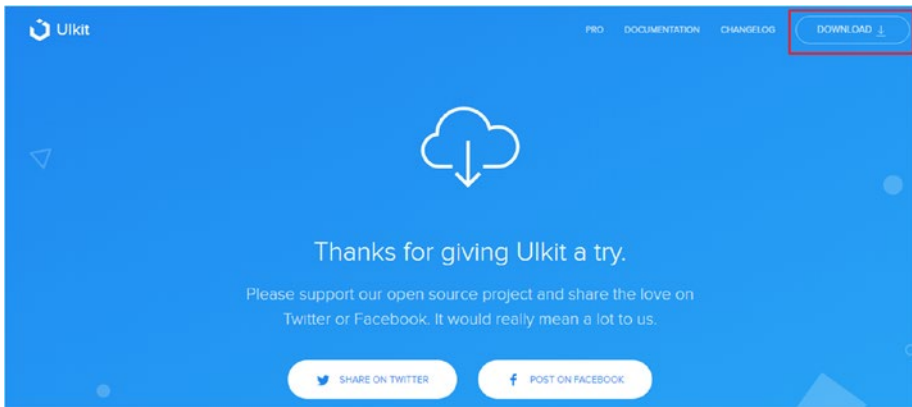 UIkit
PRO DOCUMENTATION CHANGELOG DOWNLOAD
Thanks for giving UIkit a try.
Please support our open source project and share the love on
Twitter or Facebook. It would really mean a lot to us.
SHARE ON TWITTER POST ON FACEBOOK